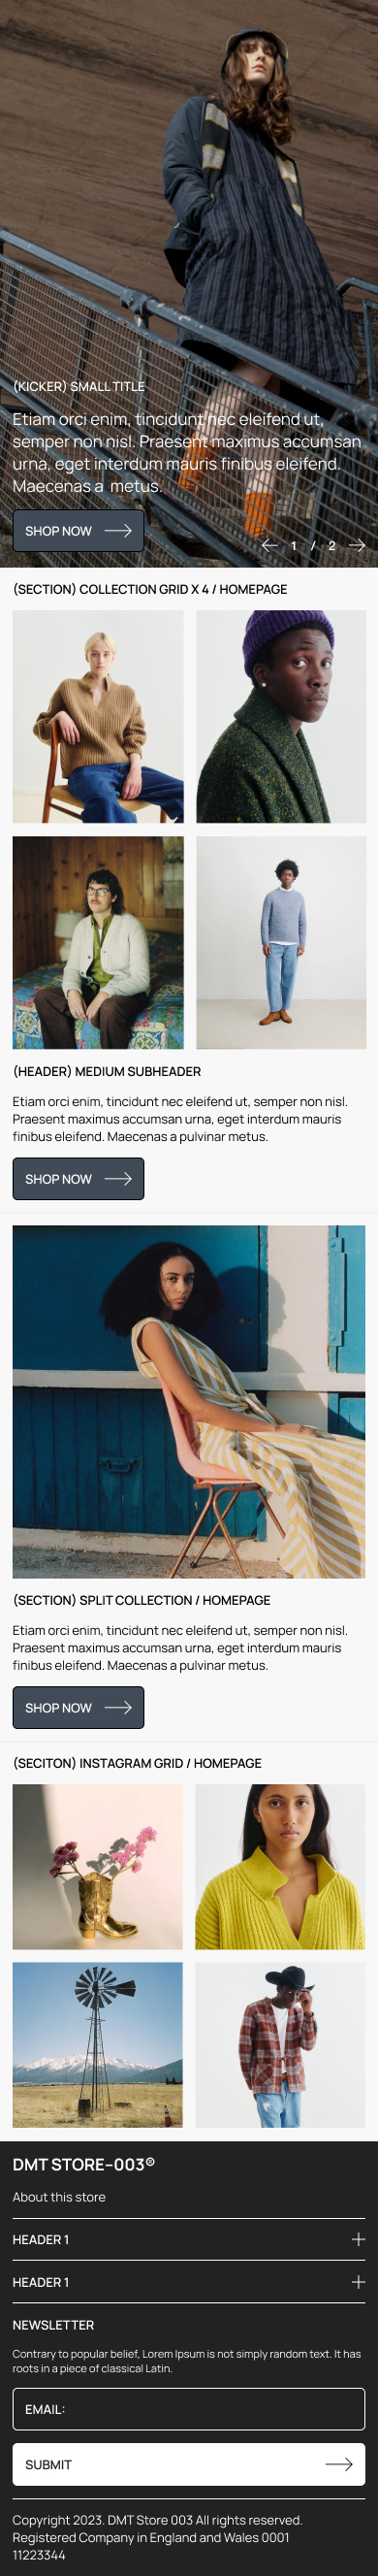 (KICKER) SMALL TITLE
Etiam orci enim, tincidunt nec eleifend ut,
semper non nisl. Praesent maximus accumsan
urna, eget interdum mauris finibus eleifend.
Maecenas a metus.
SHOP NOW
1 / 2
(SECTION) COLLECTION GRID X 4 / HOMEPAGE
(HEADER) MEDIUM SUBHEADER
Etiam orci enim, tincidunt nec eleifend ut, semper non nisl.
Praesent maximus accumsan urna, eget interdum mauris
finibus eleifend. Maecenas a pulvinar metus.
SHOP NOW
(SECTION) SPLIT COLLECTION / HOMEPAGE
Etiam orci enim, tincidunt nec eleifend ut, semper non nisl.
Praesent maximus accumsan urna, eget interdum mauris
finibus eleifend. Maecenas a pulvinar metus.
SHOP NOW
(SECITON) INSTAGRAM GRID / HOMEPAGE
DMT STORE–003®
About this store
HEADER 1
HEADER 1
NEWSLETTER
Contrary to popular belief, Lorem Ipsum is not simply random text. It has
roots in a piece of classical Latin.
EMAIL:
SUBMIT
Copyright 2023. DMT Store 003 All rights reserved.
Registered Company in England and Wales 0001
11223344